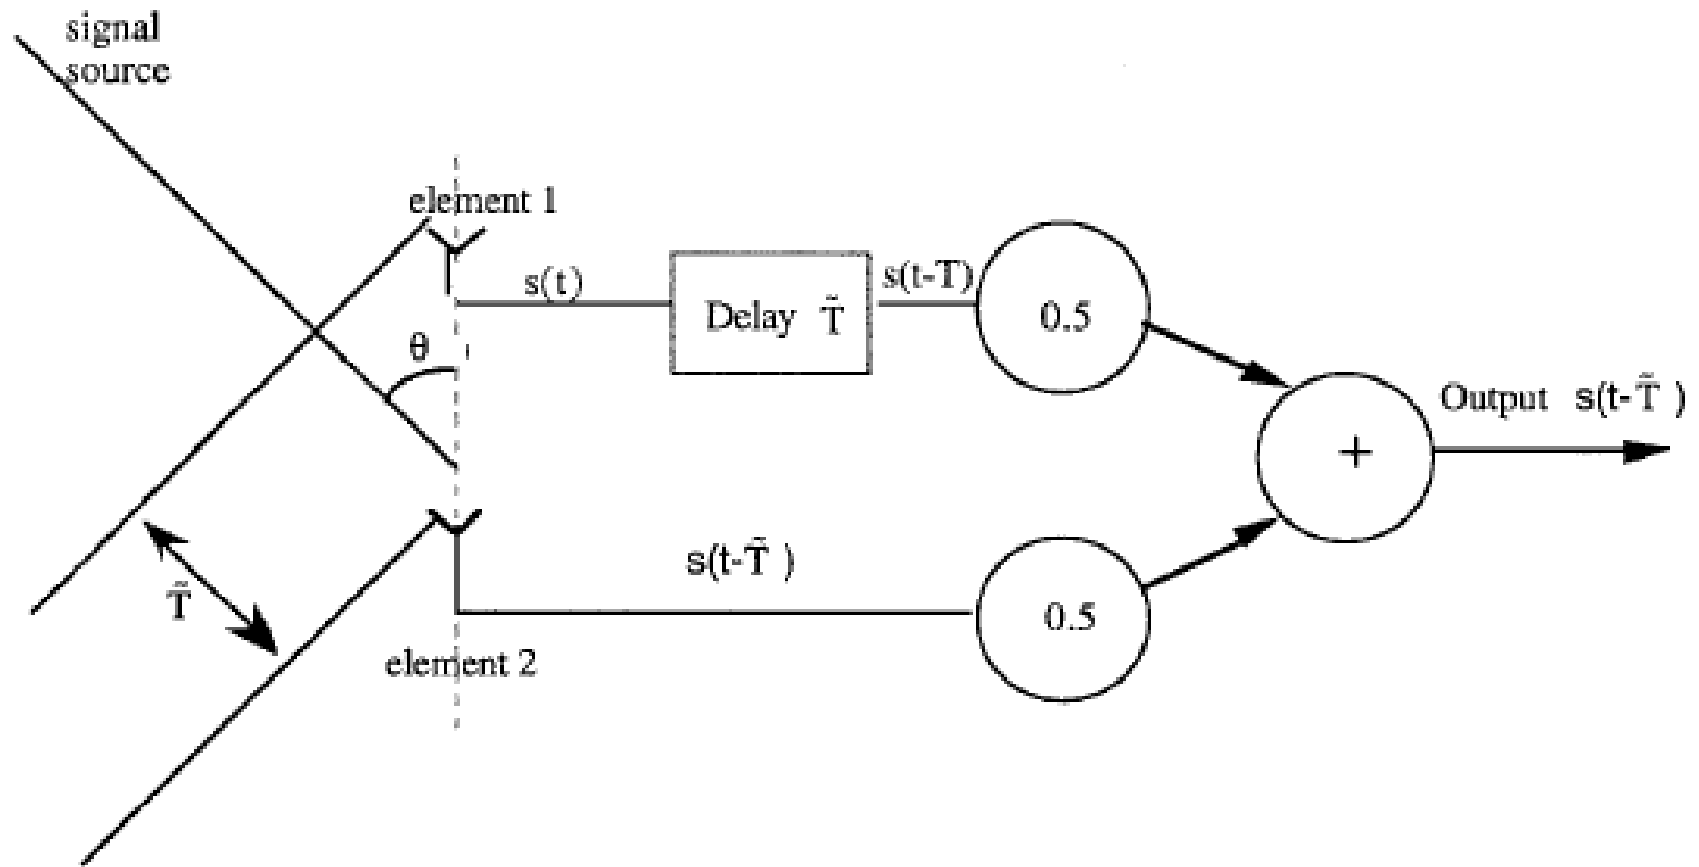 signal
source
element 1
s(t)
Delay T̃
s(t-T)
0.5
θ
+
Output s(t-T̃ )
T̃
s(t-T̃ )
0.5
element 2